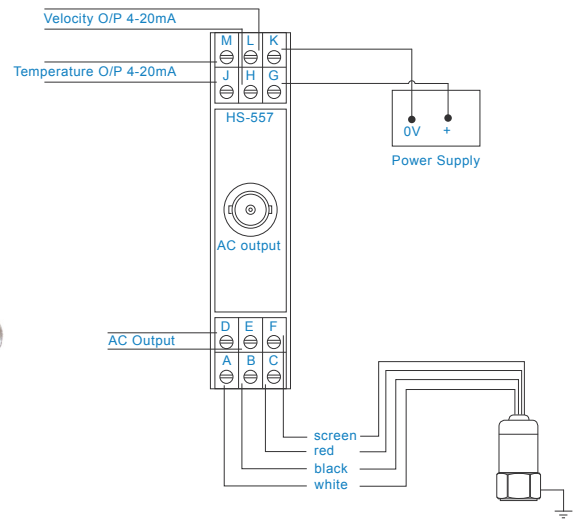 Velocity O/P 4-20mA
M L K
Temperature O/P 4-20mA
J H G
HS-557
0V +
Power Supply
AC output
D E F
AC Output
A B C
screen
red
black
white